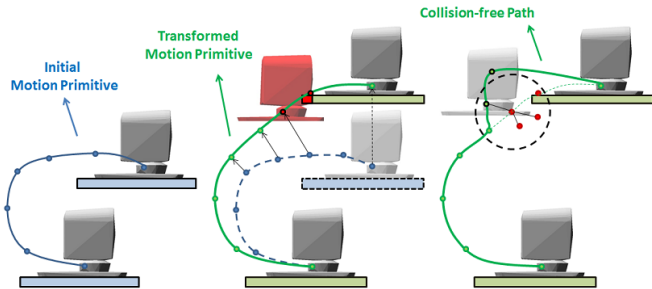 Initial
Motion Primitive
Transformed
Motion Primitive
Collision-free Path